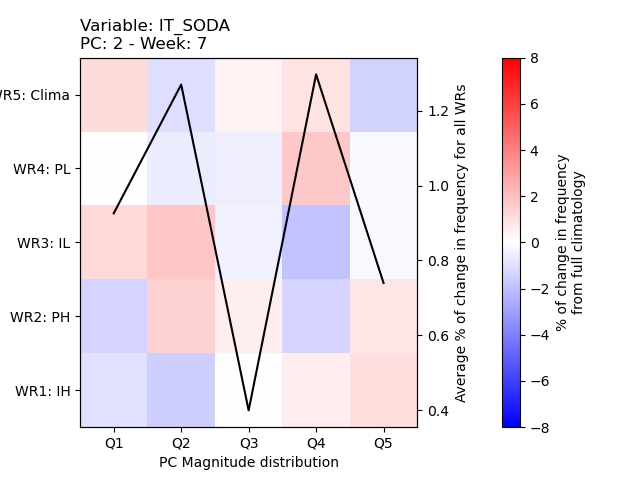 Variable: IT_SODA
PC: 2 - Week: 7
WR5: Clima
WR4: PL
WR3: IL
WR2: PH
WR1: IH
Q1 Q2 Q3 Q4 Q5
PC Magnitude distribution
1.2
1.0
0.8
0.6
0.4
Average % of change in frequency for all WRs
8
6
4
2
0
−2
−4
−6
−8
% of change in frequency
from full climatology